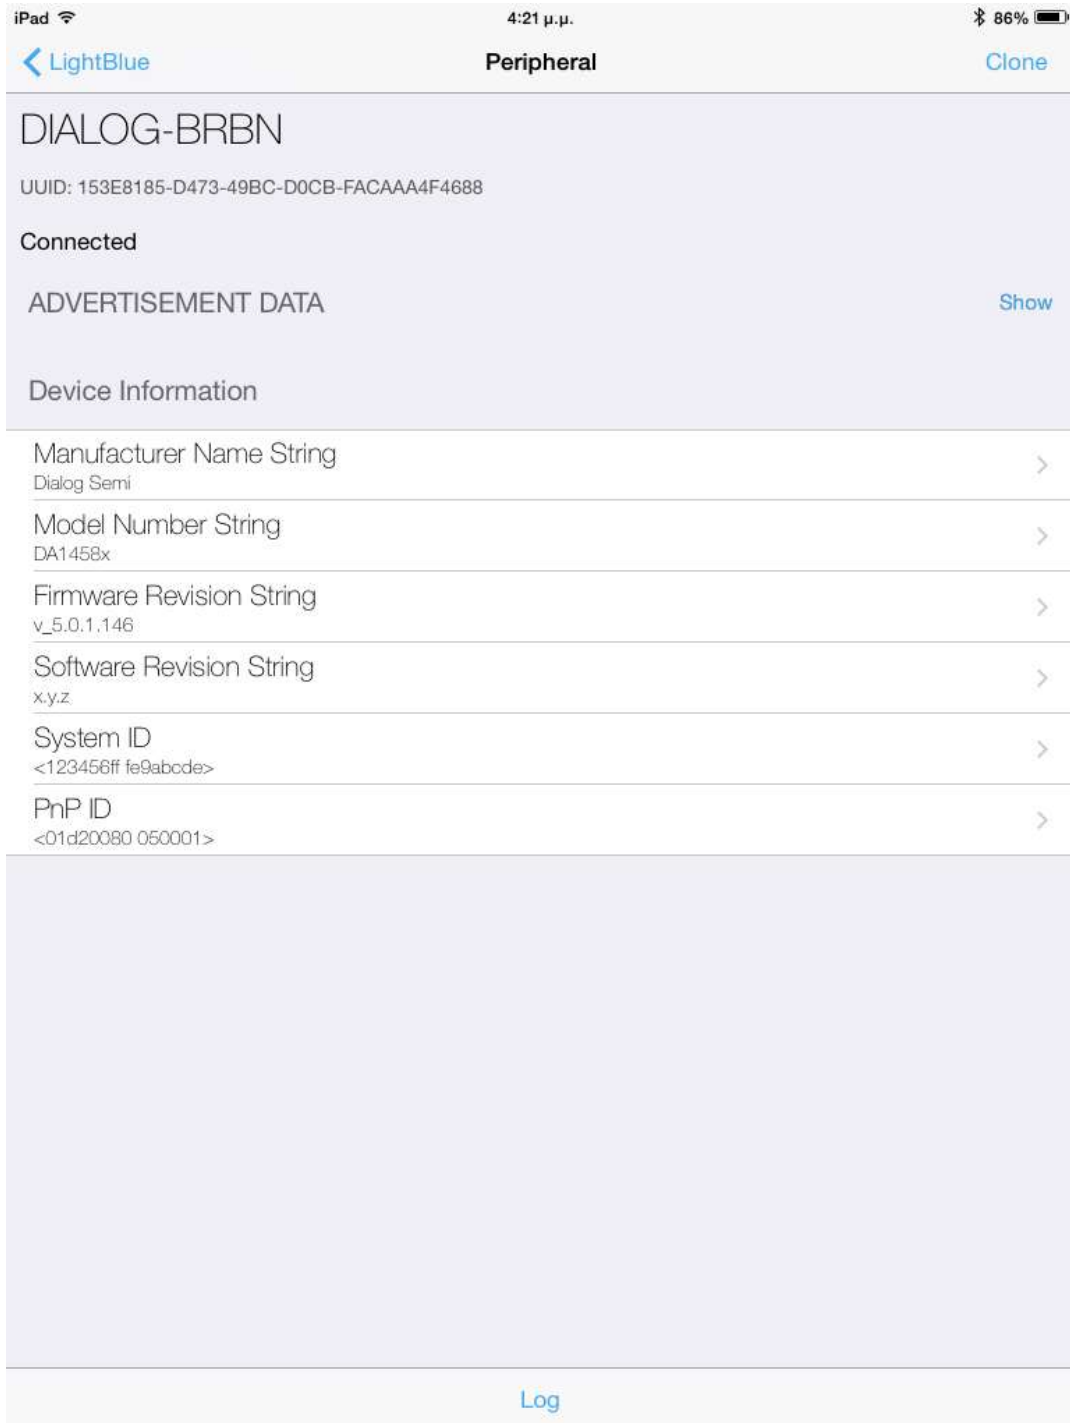 iPad 4:21 μ.μ. 86%
LightBlue Peripheral Clone
DIALOG-BRBN
UUID: 153E8185-D473-49BC-D0CB-FACAAA4F4688
Connected
ADVERTISEMENT DATA Show
Device Information
Manufacturer Name String
Dialog Semi
Model Number String
DA1458x
Firmware Revision String
v_5.0.1.146
Software Revision String
x.y.z
System ID
<123456ff fe9abcde>
PnP ID
<01d20080 050001>
Log